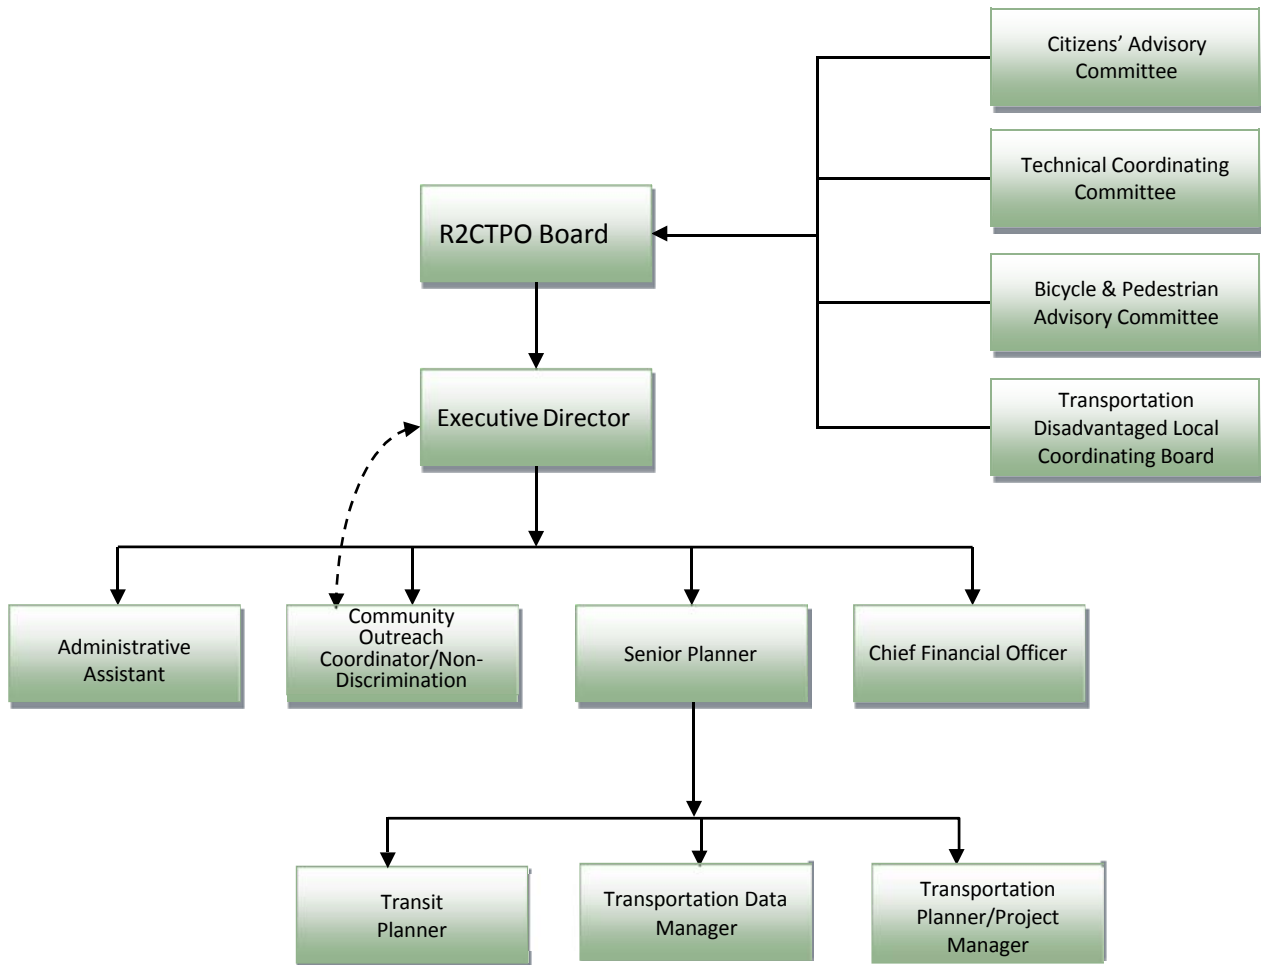 Citizens’ Advisory
Committee
Technical Coordinating
Committee
R2CTPO Board
Bicycle & Pedestrian
Advisory Committee
Executive Director
Transportation
Disadvantaged Local
Coordinating Board
Administrative
Assistant
Community
Outreach
Coordinator/Non-
Discrimination
Senior Planner
Chief Financial Officer
Transit
Planner
Transportation Data
Manager
Transportation
Planner/Project
Manager